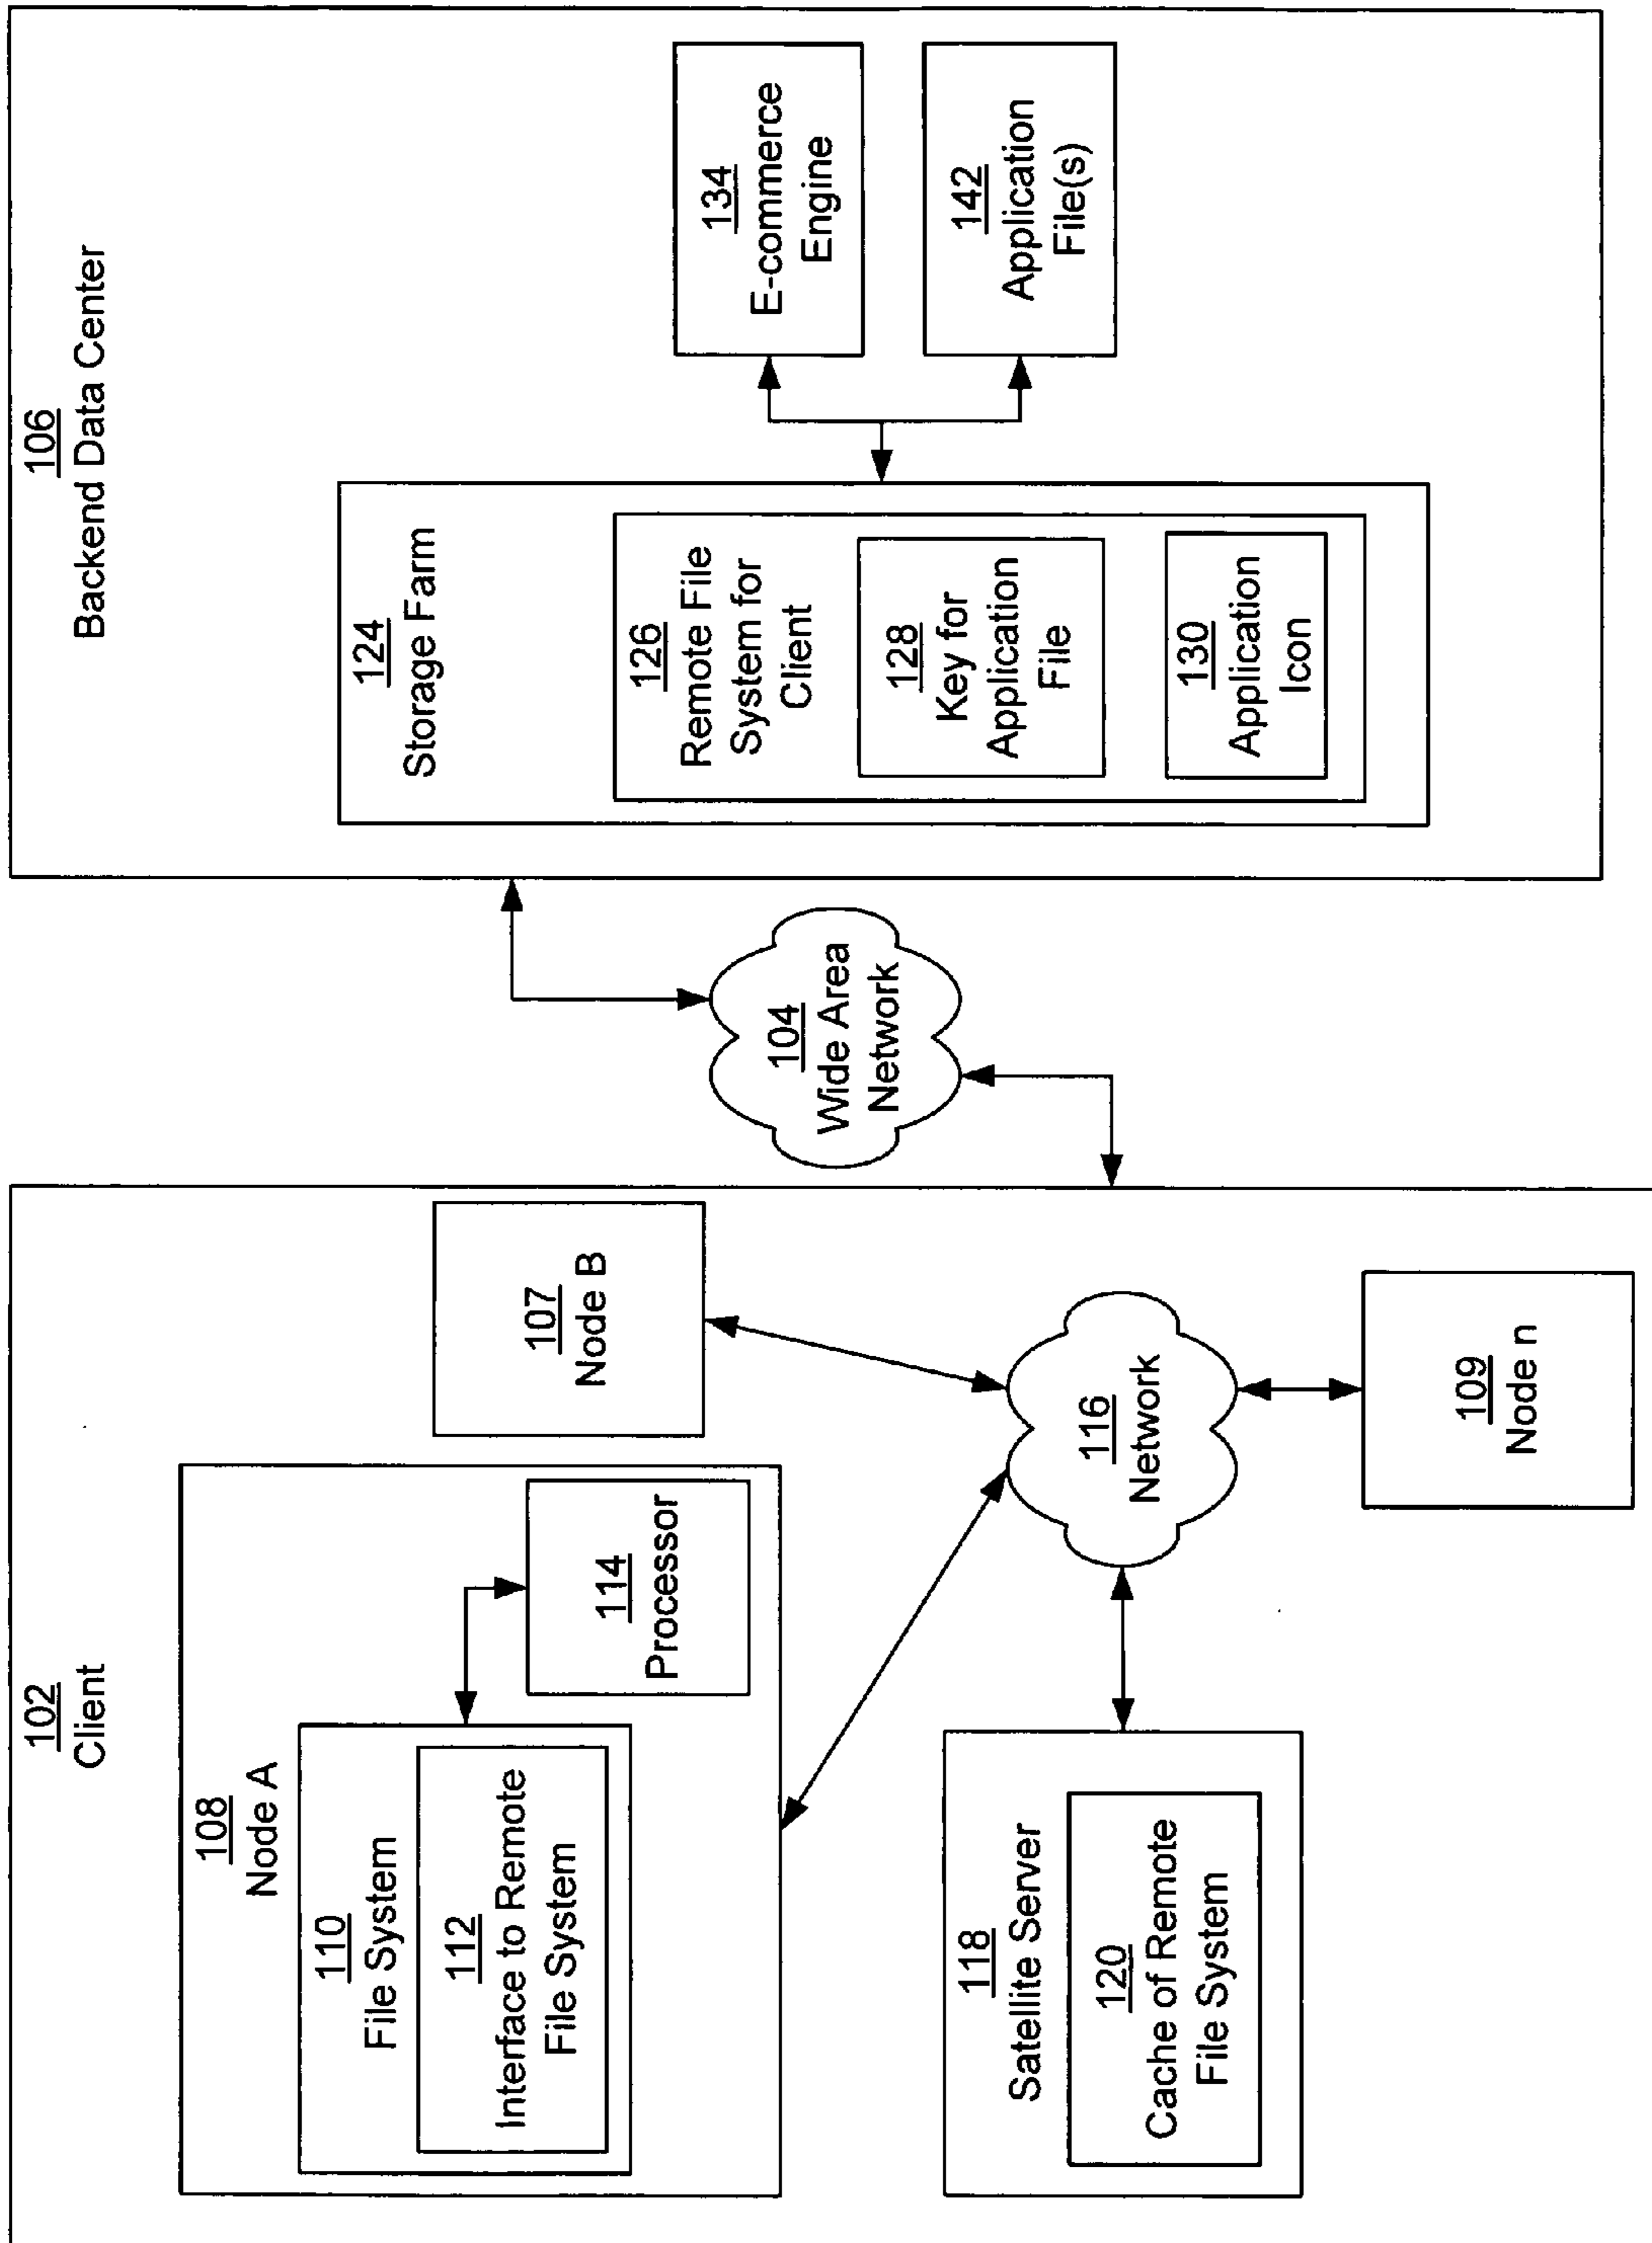 102
Client
108
Node A
110
File System
112
Interface to Remote
File System
114
Processor
107
Node B
118
Satellite Server
120
Cache of Remote
File System
116
Network
109
Node n
104
Wide Area
Network
106
Backend Data Center
124
Storage Farm
126
Remote File
System for
Client
128
Key for
Application
File
130
Application
Icon
134
E-commerce
Engine
142
Application
File(s)